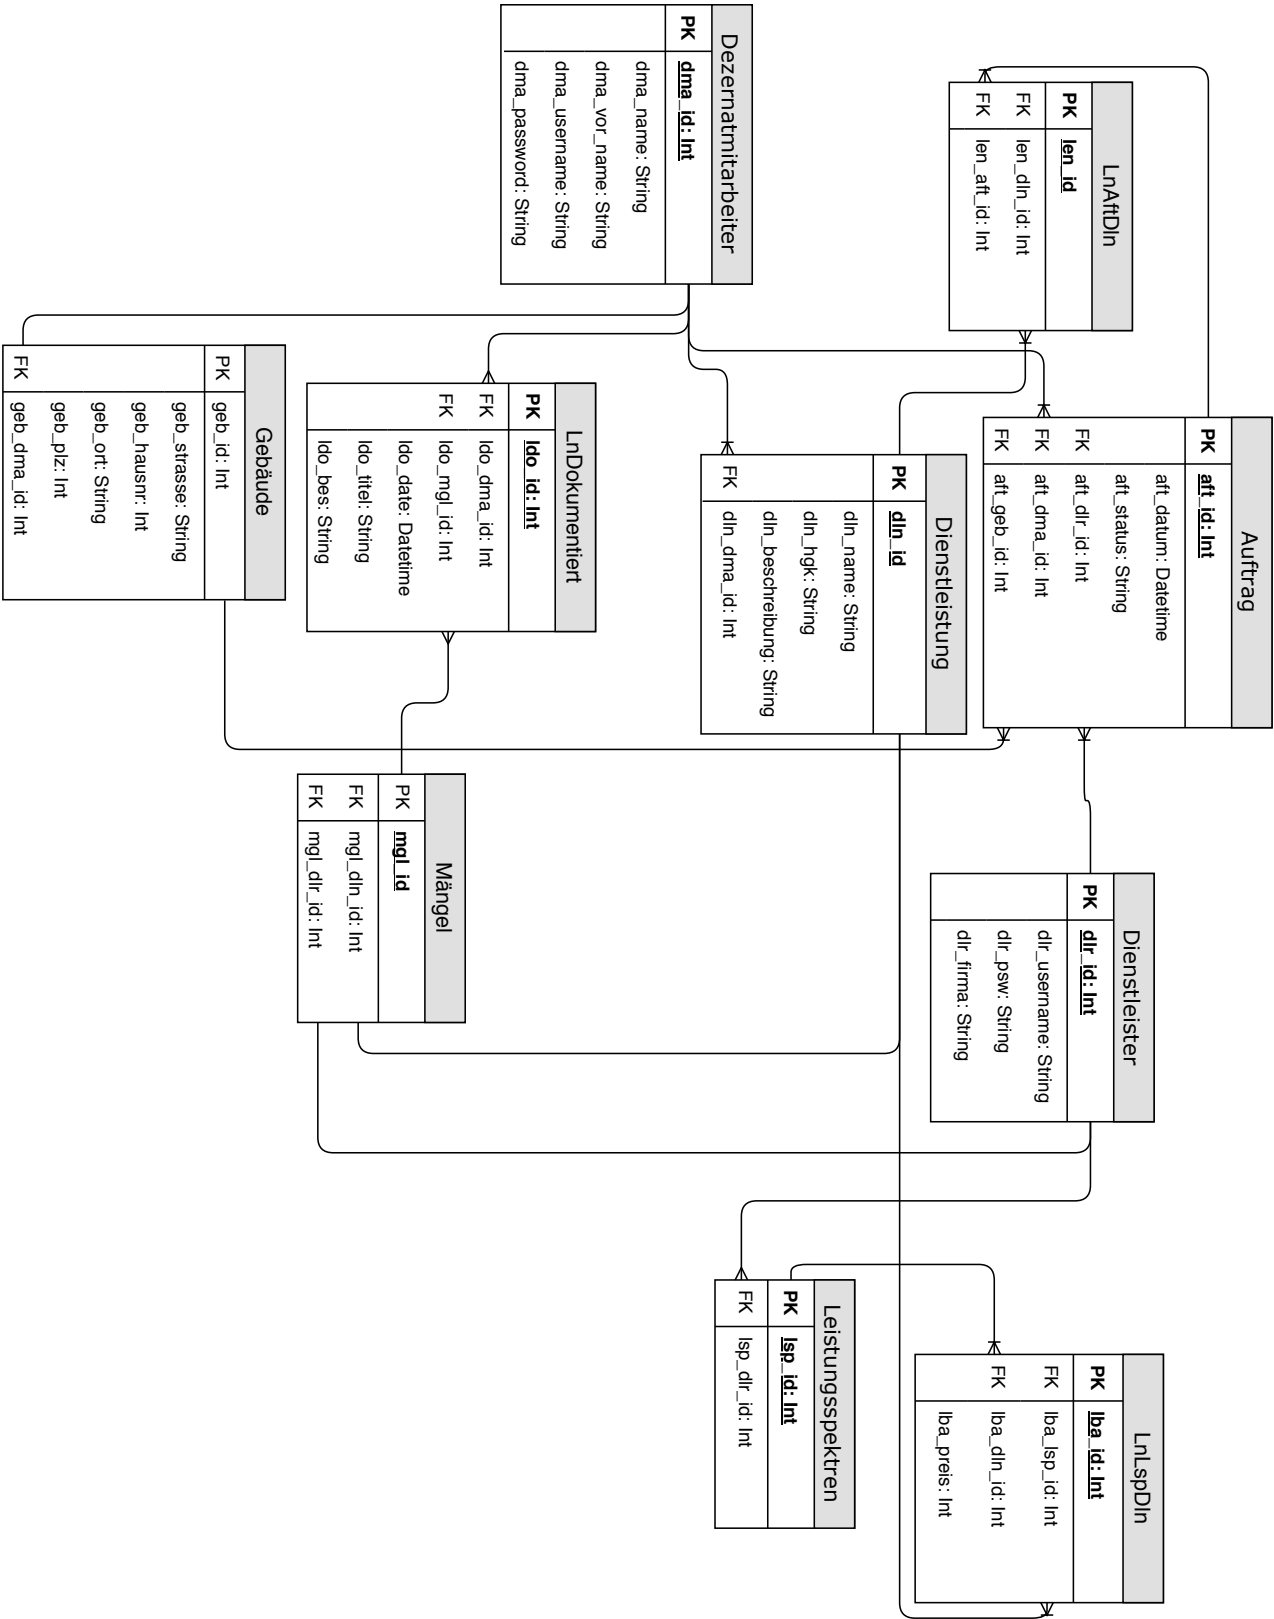 LnAftDln
PK len_id
FK len_dln_id: Int
FK len_aft_id: Int
Auftrag
PK aft_id: Int
aft_datum: Datetime
aft_status: String
FK aft_dlr_id: Int
FK aft_dma_id: Int
FK aft_geb_id: Int
Dienstleister
PK dlr_id: Int
dlr_username: String
dlr_psw: String
dlr_firma: String
LnLspDln
PK lba_id: Int
FK lba_lsp_id: Int
FK lba_dln_id: Int
lba_preis: Int
Dezernatmitarbeiter
PK dma_id: Int
dma_name: String
dma_vor_name: String
dma_username: String
dma_password: String
Dienstleistung
PK dln_id
dln_name: String
dln_hgk: String
dln_beschreibung: String
FK dln_dma_id: Int
Leistungsspektren
PK lsp_id: Int
FK lsp_dlr_id: Int
LnDokumentiert
PK ldo_id: Int
FK ldo_dma_id: Int
FK ldo_mgl_id: Int
ldo_date: Datetime
ldo_titel: String
ldo_bes: String
Mängel
PK mgl_id
FK mgl_dln_id: Int
FK mgl_dlr_id: Int
Gebäude
PK geb_id: Int
geb_strasse: String
geb_hausnr: Int
geb_ort: String
geb_plz: Int
FK geb_dma_id: Int